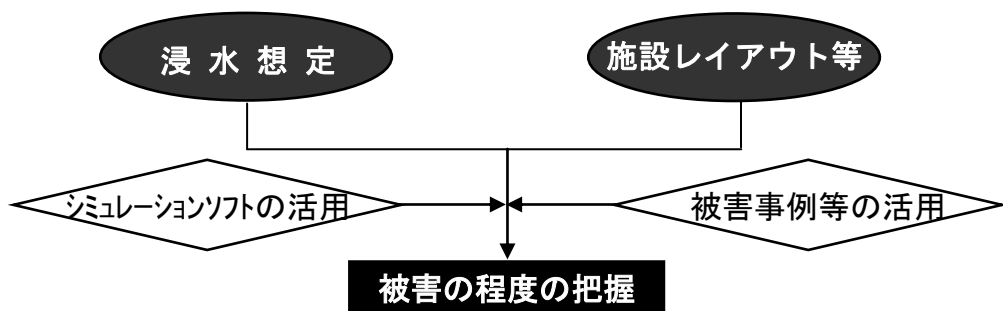 浸 水 想 定
施設レイアウト等
シミュレーションソフトの活用
被害事例等の活用
被害の程度の把握